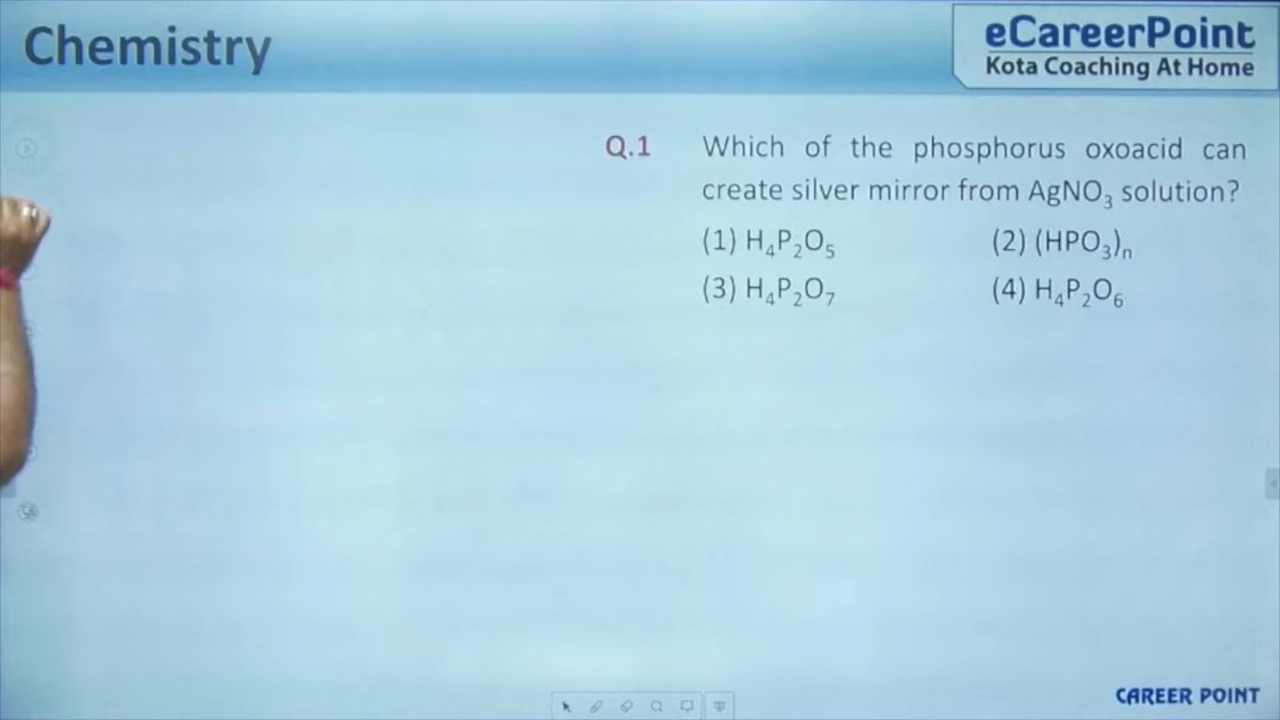 Chemistry
eCareerPoint
Kota Coaching At Home
Q.1 Which of the phosphorus oxoacid can
create silver mirror from AgNO₃ solution?
(1) H₄P₂O₅ (2) (HPO₃)ₙ
(3) H₄P₂O₇ (4) H₄P₂O₆
CAREER POINT